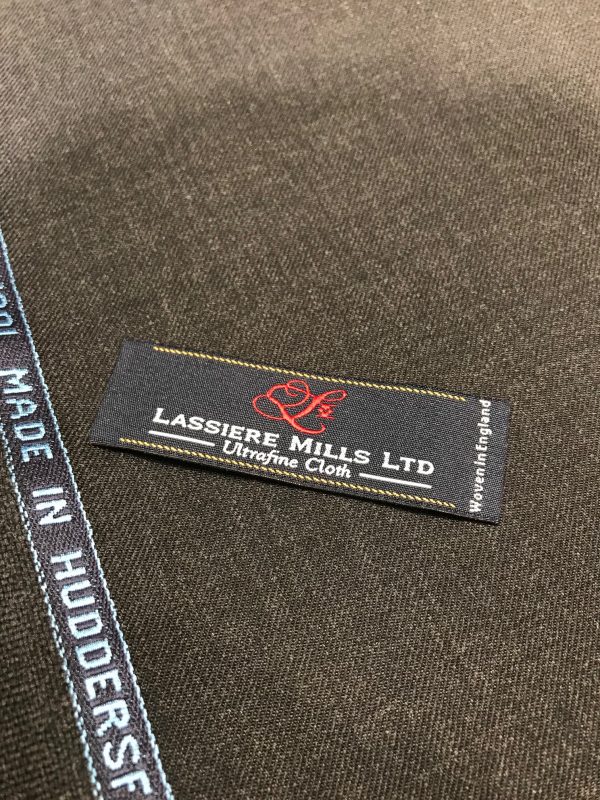 MADE IN HUDDERSF
LASSIERE MILLS LTD
Ultrafine Cloth
Woven In England